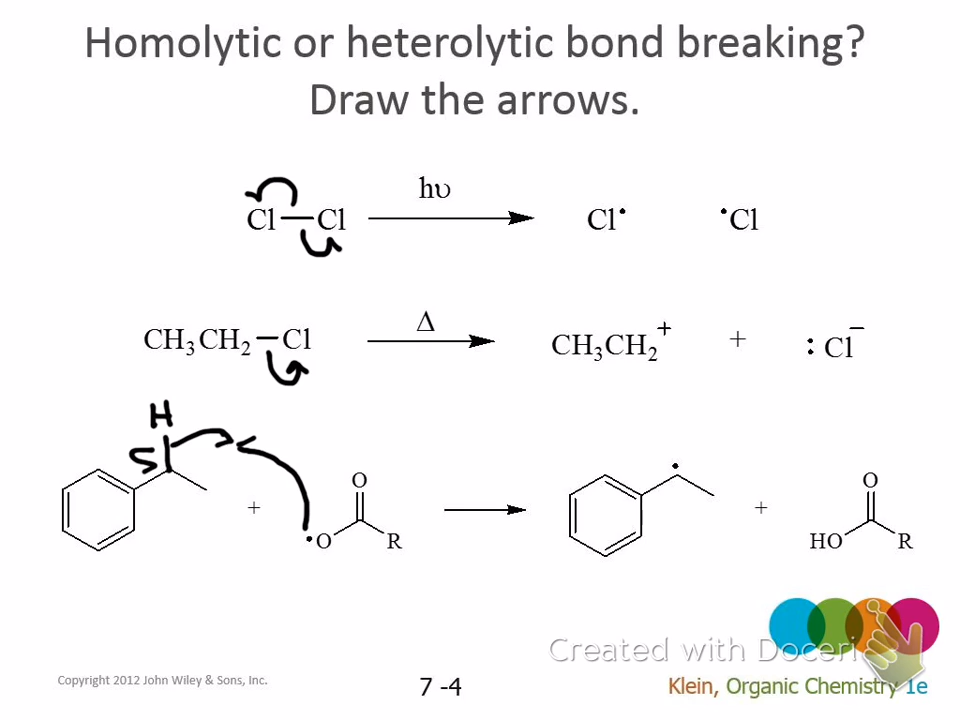 Homolytic or heterolytic bond breaking?
Draw the arrows.
hυ
Cl — Cl
Cl• •Cl
Δ
CH₃CH₂ — Cl
CH₃CH₂⁺ + :Cl⁻
H
O
O
+
•O
R
+
HO
R
Created with Doceri
Copyright 2012 John Wiley & Sons, Inc.
7 -4
Klein, Organic Chemistry 1e